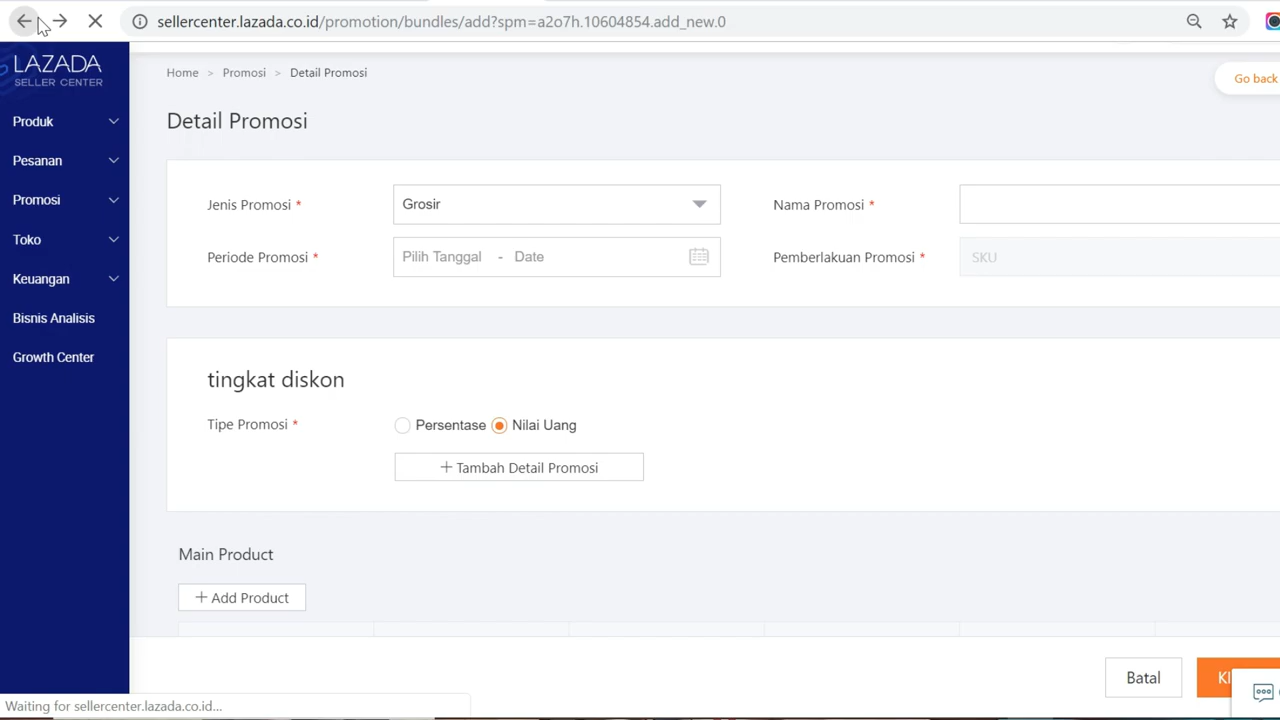 sellercenter.lazada.co.id/promotion/bundles/add?spm=a2o7h.10604854.add_new.0
LAZADA
SELLER CENTER
Home > Promosi > Detail Promosi
Go back
Produk
Detail Promosi
Pesanan
Promosi
Jenis Promosi * Grosir Nama Promosi *
Toko
Periode Promosi * Pilih Tanggal - Date Pemberlakuan Promosi * SKU
Keuangan
Bisnis Analisis
Growth Center
tingkat diskon
Tipe Promosi * Persentase Nilai Uang
+ Tambah Detail Promosi
Main Product
+ Add Product
Batal
Waiting for sellercenter.lazada.co.id...